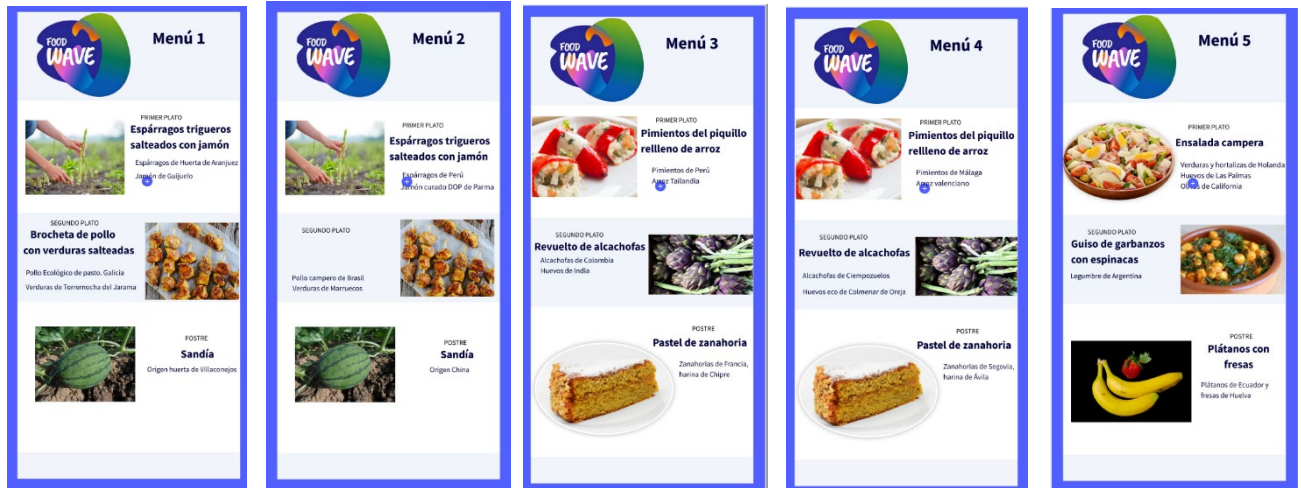 FOOD
WAVE
Menú 1
PRIMER PLATO
Espárragos trigueros
salteados con jamón
Espárragos de Huerta de Aranjuez
Jamón de Guijuelo
SEGUNDO PLATO
Brocheta de pollo
con verduras salteadas
Pollo Ecológico de pasto. Galicia
Verduras de Torremocha del Jarama
POSTRE
Sandía
Origen huerta de Villaconejos
FOOD
WAVE
Menú 2
PRIMER PLATO
Espárragos trigueros
salteados con jamón
Espárragos de Perú
Jamón curado DOP de Parma
SEGUNDO PLATO
Pollo campero de Brasil
Verduras de Marruecos
POSTRE
Sandía
Origen China
FOOD
WAVE
Menú 3
PRIMER PLATO
Pimientos del piquillo
rellleno de arroz
Pimientos de Perú
Arroz Tailandia
SEGUNDO PLATO
Revuelto de alcachofas
Alcachofas de Colombia
Huevos de India
POSTRE
Pastel de zanahoria
Zanahorias de Francia,
harina de Chipre
FOOD
WAVE
Menú 4
PRIMER PLATO
Pimientos del piquillo
rellleno de arroz
Pimientos de Málaga
Arroz valenciano
SEGUNDO PLATO
Revuelto de alcachofas
Alcachofas de Ciempozuelos
Huevos eco de Colmenar de Oreja
POSTRE
Pastel de zanahoria
Zanahorias de Segovia,
harina de Ávila
FOOD
WAVE
Menú 5
PRIMER PLATO
Ensalada campera
Verduras y hortalizas de Holanda
Huevos de Las Palmas
Olivas de California
SEGUNDO PLATO
Guiso de garbanzos
con espinacas
Legumbre de Argentina
POSTRE
Plátanos con
fresas
Plátanos de Ecuador y
fresas de Huelva